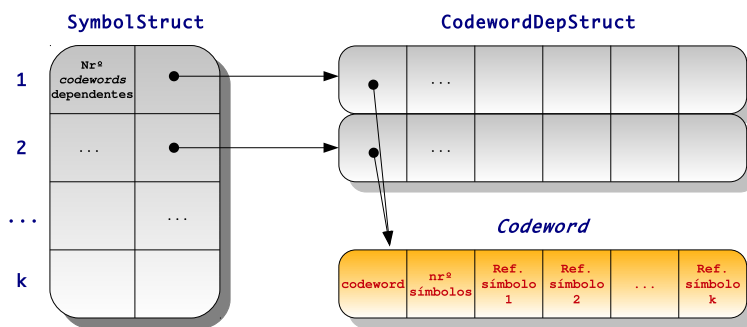 SymbolStruct
CodewordDepStruct
1
Nrº
codewords
dependentes
...
2
...
...
...
...
Codeword
k
codeword
nrº
símbolos
Ref.
símbolo
1
Ref.
símbolo
2
...
Ref.
símbolo
k